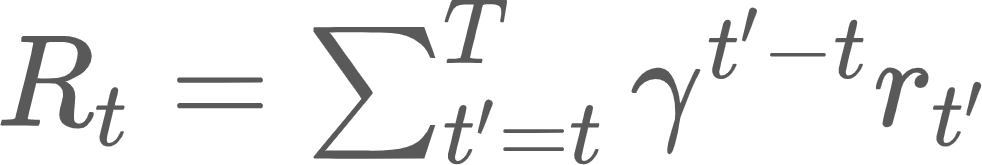 R_t = \sum_{t'=t}^{T} \gamma^{t'-t} r_{t'}